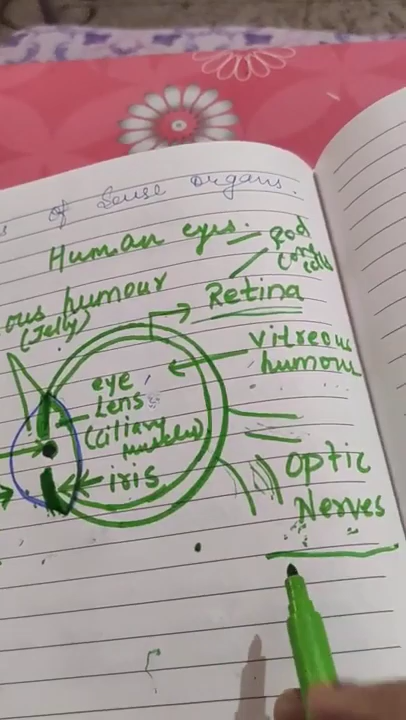 of Sense Organs.
Human eyes.
Rod
Cones
cells
ous humour
(Jelly)
Retina
vitreous
humour
eye
Lens
(ciliary
muscles)
iris
optic
Nerves